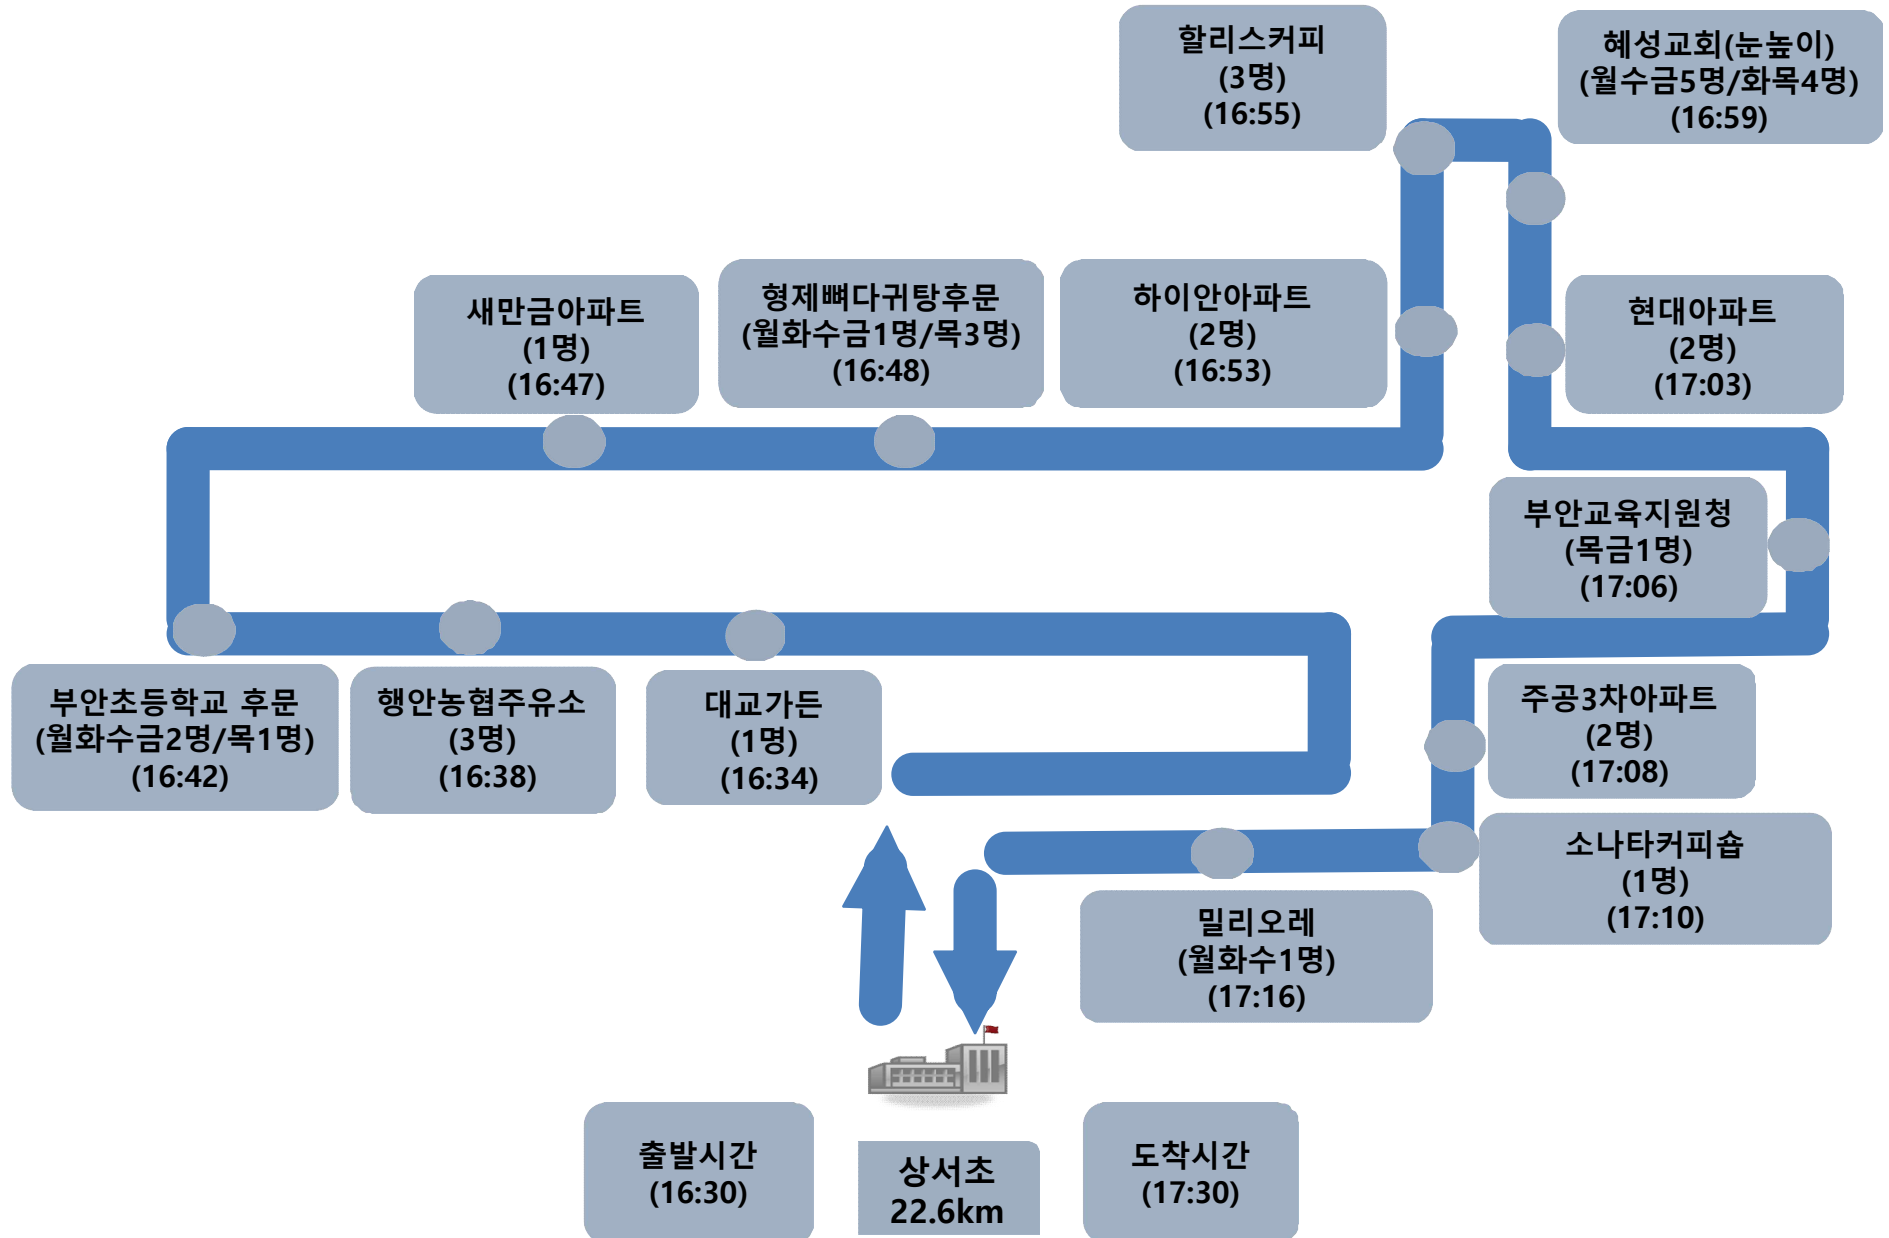 할리스커피
(3명)
(16:55)
혜성교회(눈높이)
(월수금5명/화목4명)
(16:59)
새만금아파트
(1명)
(16:47)
형제뼈다귀탕후문
(월화수금1명/목3명)
(16:48)
하이안아파트
(2명)
(16:53)
현대아파트
(2명)
(17:03)
부안교육지원청
(목금1명)
(17:06)
부안초등학교 후문
(월화수금2명/목1명)
(16:42)
행안농협주유소
(3명)
(16:38)
대교가든
(1명)
(16:34)
주공3차아파트
(2명)
(17:08)
소나타커피숍
(1명)
(17:10)
밀리오레
(월화수1명)
(17:16)
출발시간
(16:30)
상서초
22.6km
도착시간
(17:30)